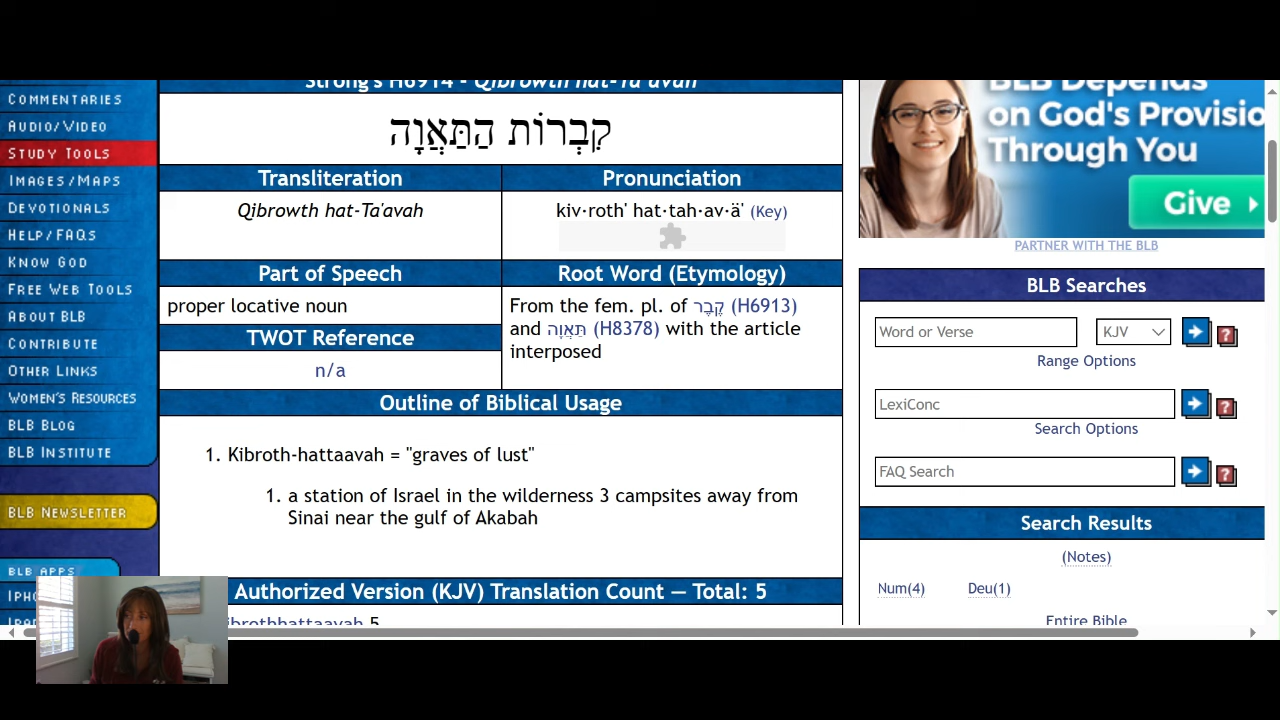 Strong's H6914 - Qibrowth hat-Ta'avah
קִבְרוֹת הַתַּאֲוָה
Transliteration
Pronunciation
Qibrowth hat-Ta'avah
kiv·roth' hat·tah·av·ä' (Key)
Part of Speech
Root Word (Etymology)
proper locative noun
From the fem. pl. of קֶבֶר (H6913)
and תַּאֲוָה (H8378) with the article
interposed
TWOT Reference
n/a
Outline of Biblical Usage
1. Kibroth-hattaavah = "graves of lust"
1. a station of Israel in the wilderness 3 campsites away from
Sinai near the gulf of Akabah
Authorized Version (KJV) Translation Count — Total: 5
ibrothhattaavah 5
COMMENTARIES
AUDIO/VIDEO
STUDY TOOLS
IMAGES/MAPS
DEVOTIONALS
HELP/FAQS
KNOW GOD
FREE WEB TOOLS
ABOUT BLB
CONTRIBUTE
OTHER LINKS
WOMEN'S RESOURCES
BLB BLOG
BLB INSTITUTE
BLB NEWSLETTER
BLB APPS
IPH
IPAD
BLB Depends
on God's Provisio
Through You
Give
PARTNER WITH THE BLB
BLB Searches
Word or Verse
KJV
?
Range Options
LexiConc
?
Search Options
FAQ Search
?
Search Results
(Notes)
Num(4) Deu(1)
Entire Bible